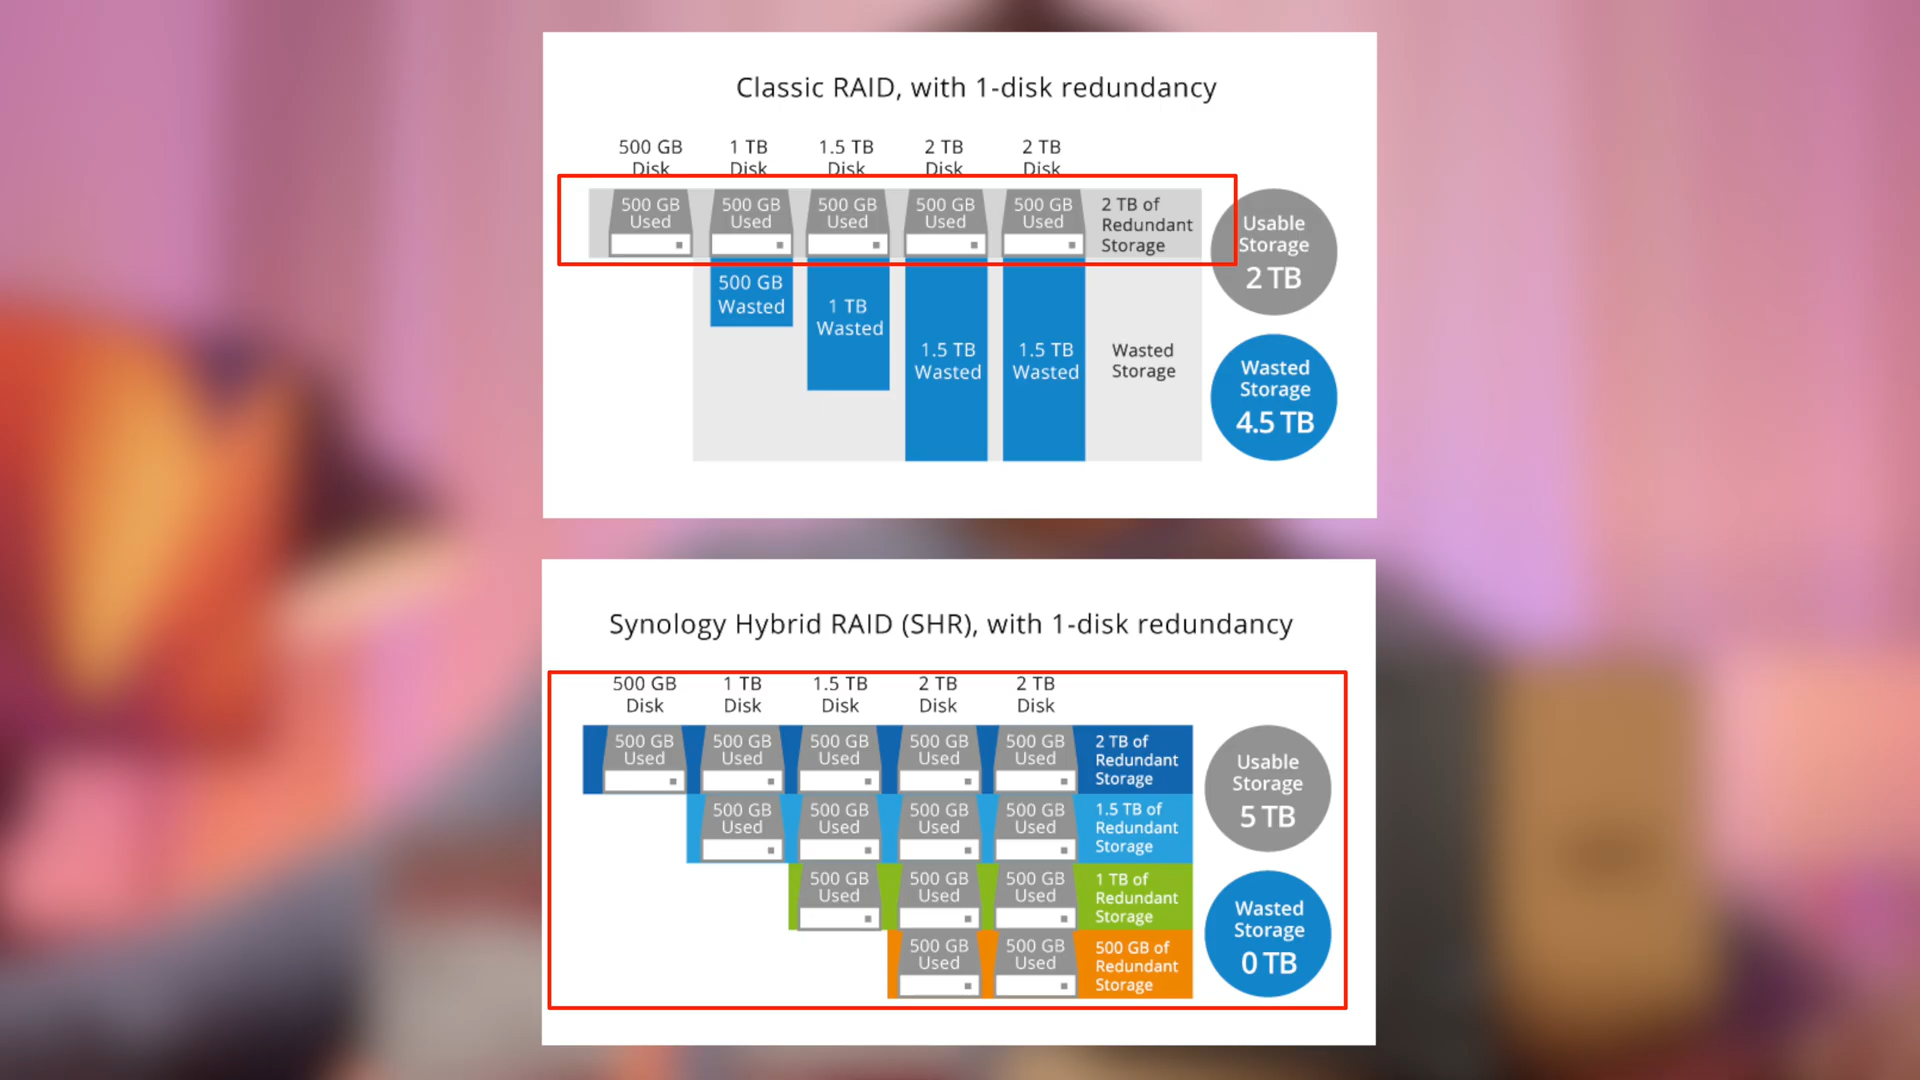 Classic RAID, with 1-disk redundancy
500 GB 1 TB 1.5 TB 2 TB 2 TB
Disk Disk Disk Disk Disk
500 GB 500 GB 500 GB 500 GB 500 GB
Used Used Used Used Used
2 TB of
Redundant
Storage
Usable
Storage
2 TB
500 GB
Wasted
1 TB
Wasted
1.5 TB
Wasted
1.5 TB
Wasted
Wasted
Storage
Wasted
Storage
4.5 TB
Synology Hybrid RAID (SHR), with 1-disk redundancy
500 GB 1 TB 1.5 TB 2 TB 2 TB
Disk Disk Disk Disk Disk
500 GB 500 GB 500 GB 500 GB 500 GB
Used Used Used Used Used
2 TB of
Redundant
Storage
500 GB 500 GB 500 GB 500 GB
Used Used Used Used
1.5 TB of
Redundant
Storage
Usable
Storage
5 TB
500 GB 500 GB 500 GB
Used Used Used
1 TB of
Redundant
Storage
500 GB 500 GB
Used Used
500 GB of
Redundant
Storage
Wasted
Storage
0 TB